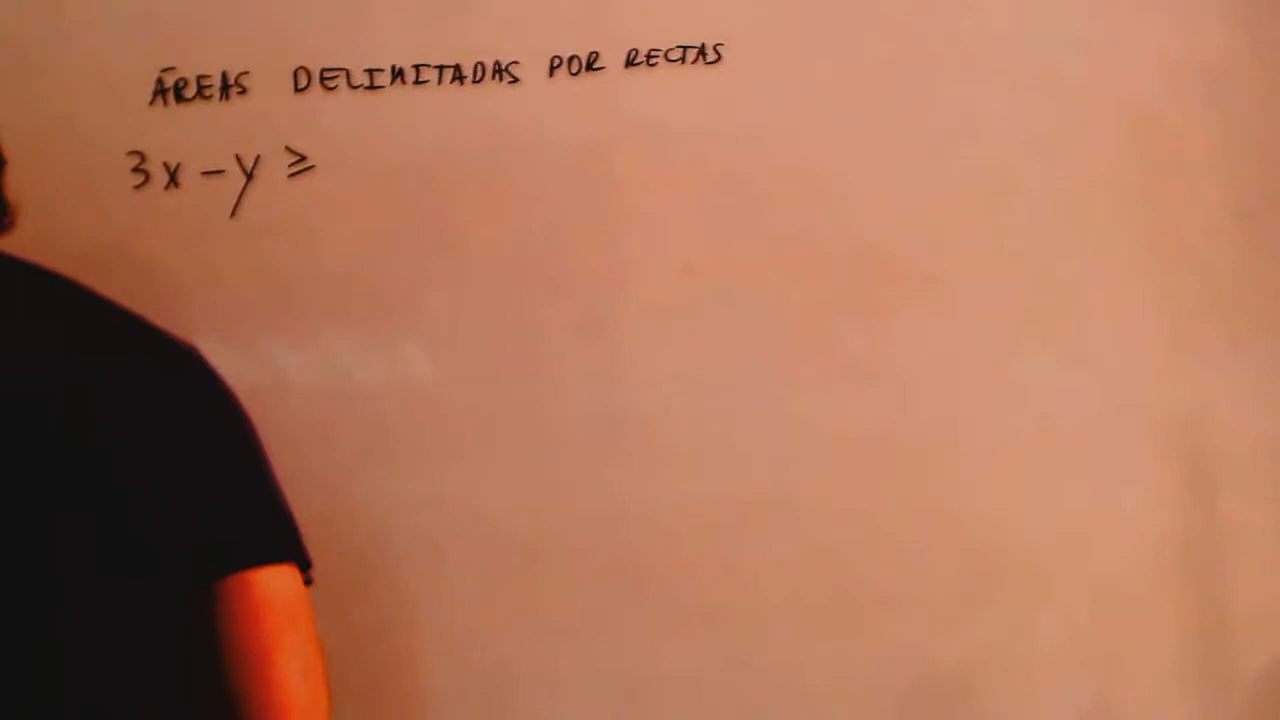 ÁREAS DELIMITADAS POR RECTAS
3x - y ≥